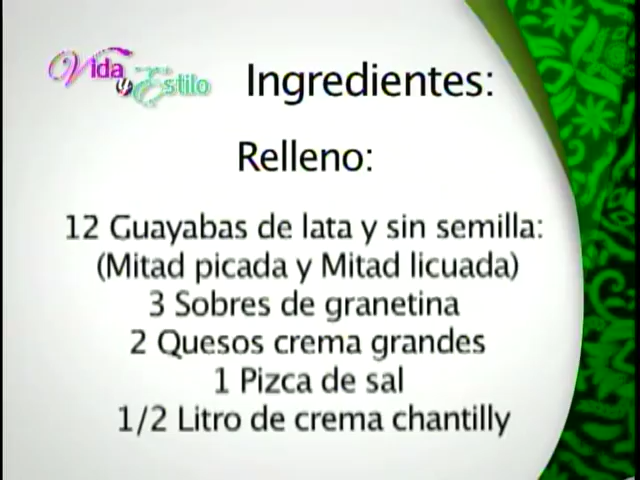 Vida
y Estilo
Ingredientes:
Relleno:
12 Guayabas de lata y sin semilla:
(Mitad picada y Mitad licuada)
3 Sobres de granetina
2 Quesos crema grandes
1 Pizca de sal
1/2 Litro de crema chantilly